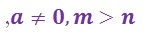 ,a ≠ 0, m > n